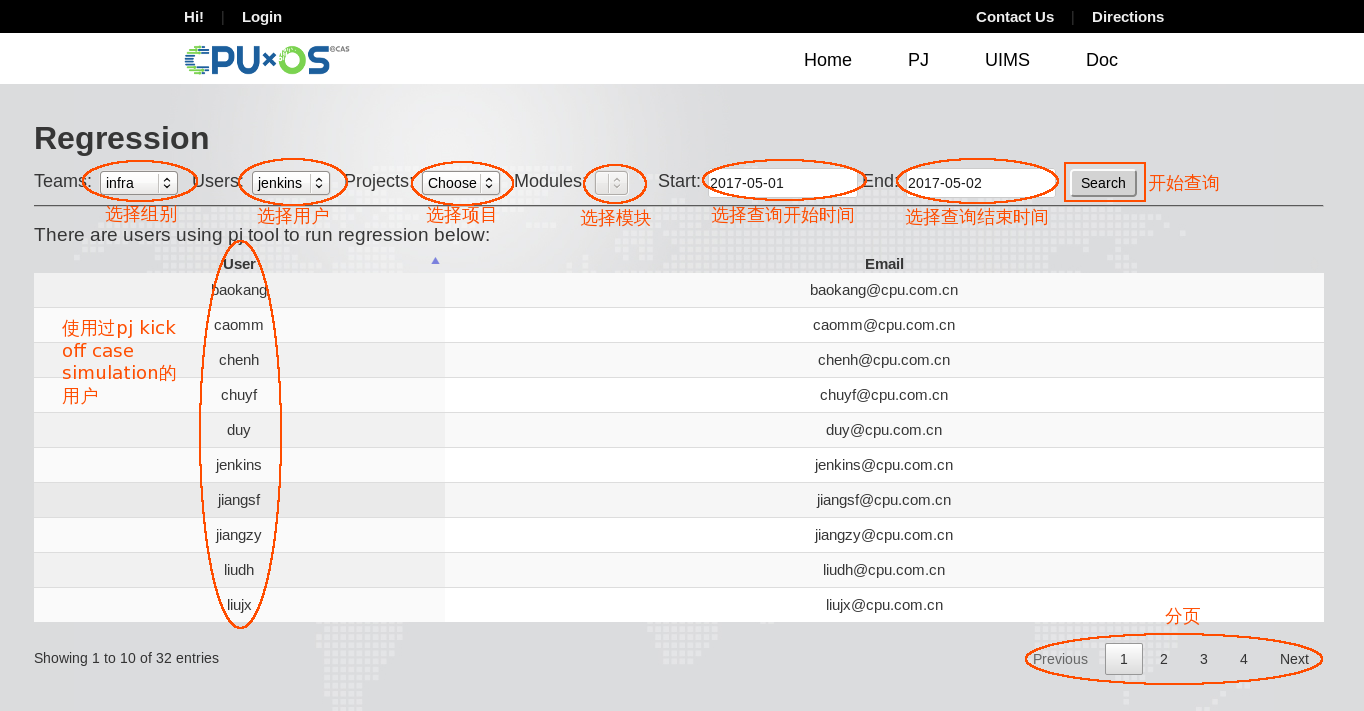 Hi! | Login Contact Us | Directions
CPU×OS @CAS Home PJ UIMS Doc
Regression
Teams: infra Users: jenkins Projects: Choose Modules: Start: 2017-05-01 End: 2017-05-02 Search 开始查询
选择组别 选择用户 选择项目 选择模块 选择查询开始时间 选择查询结束时间
There are users using pj tool to run regression below:
User Email
baokang baokang@cpu.com.cn
caomm caomm@cpu.com.cn
chenh chenh@cpu.com.cn
chuyf chuyf@cpu.com.cn
duy duy@cpu.com.cn
jenkins jenkins@cpu.com.cn
jiangsf jiangsf@cpu.com.cn
jiangzy jiangzy@cpu.com.cn
liudh liudh@cpu.com.cn
liujx liujx@cpu.com.cn
使用过pj kick
off case
simulation的
用户
分页
Showing 1 to 10 of 32 entries Previous 1 2 3 4 Next